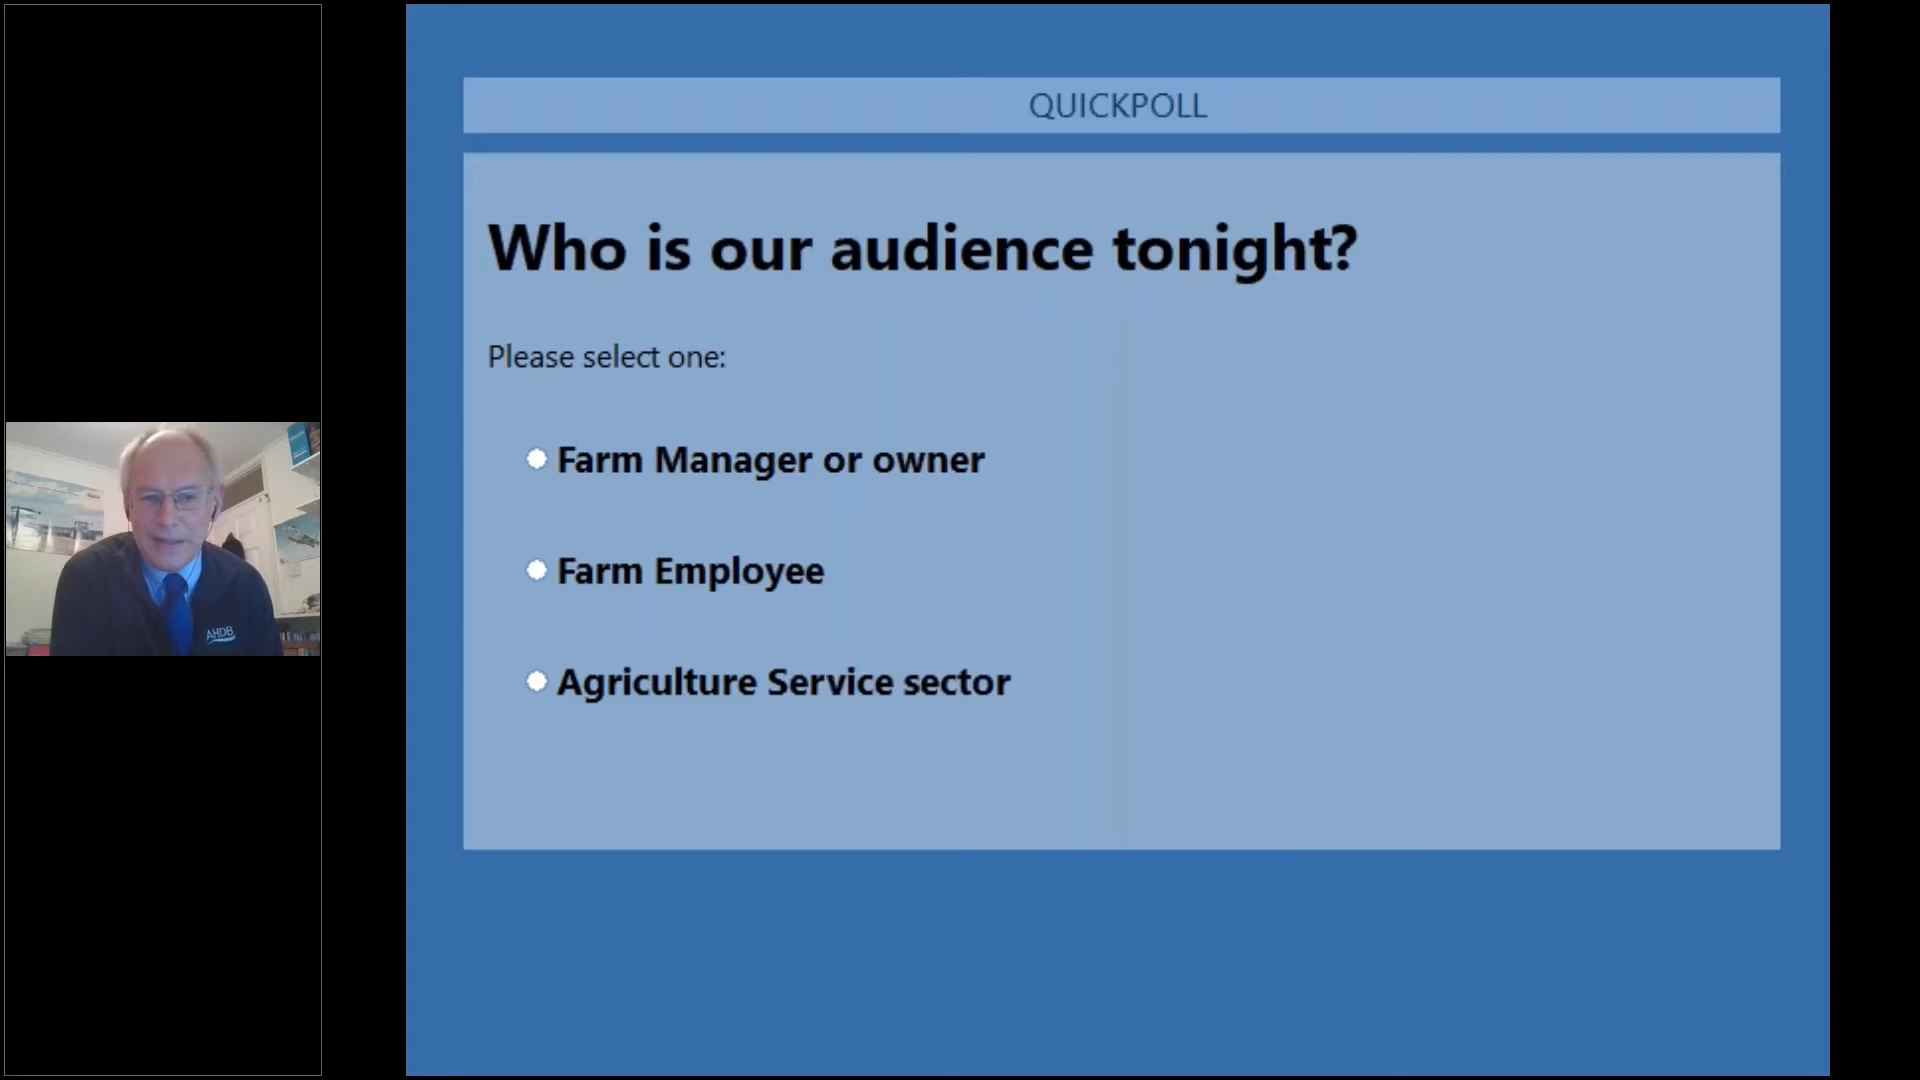 QUICKPOLL
Who is our audience tonight?
Please select one:
Farm Manager or owner
Farm Employee
Agriculture Service sector
AHDB